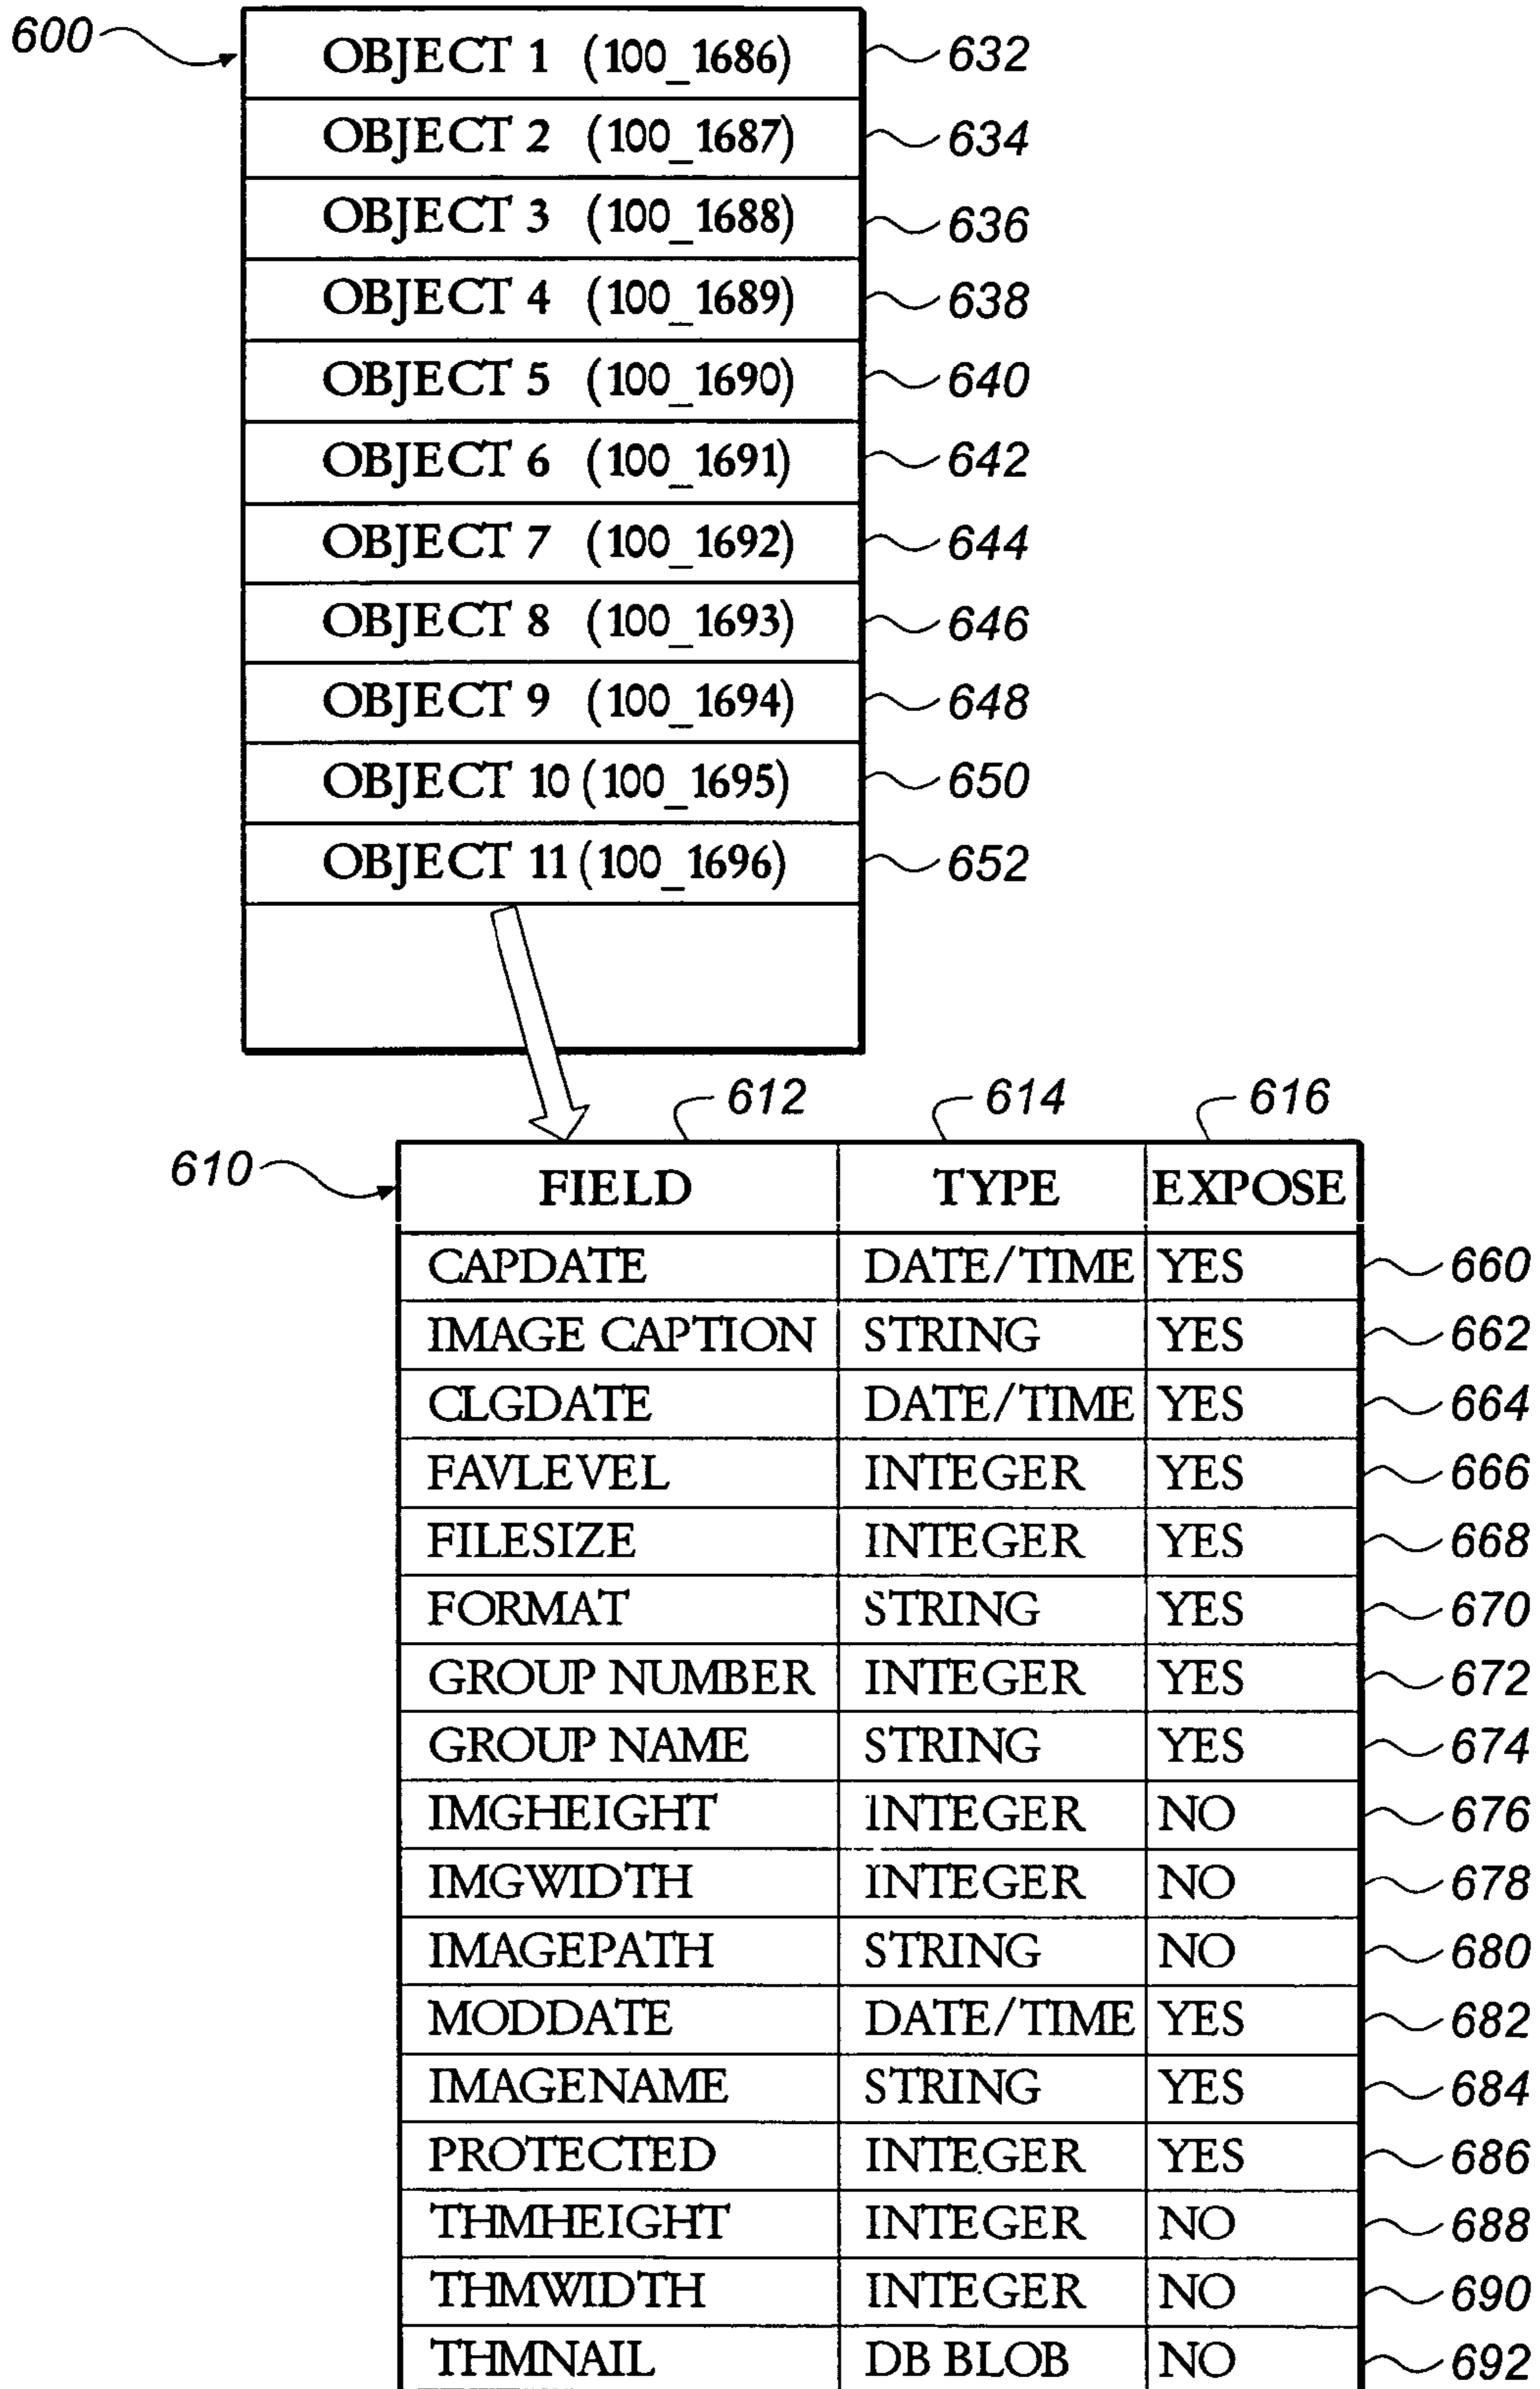 600
OBJECT 1 (100_1686) 632
OBJECT 2 (100_1687) 634
OBJECT 3 (100_1688) 636
OBJECT 4 (100_1689) 638
OBJECT 5 (100_1690) 640
OBJECT 6 (100_1691) 642
OBJECT 7 (100_1692) 644
OBJECT 8 (100_1693) 646
OBJECT 9 (100_1694) 648
OBJECT 10 (100_1695) 650
OBJECT 11 (100_1696) 652
612 614 616
610
FIELD TYPE EXPOSE
CAPDATE DATE/TIME YES 660
IMAGE CAPTION STRING YES 662
CLGDATE DATE/TIME YES 664
FAVLEVEL INTEGER YES 666
FILESIZE INTEGER YES 668
FORMAT STRING YES 670
GROUP NUMBER INTEGER YES 672
GROUP NAME STRING YES 674
IMGHEIGHT INTEGER NO 676
IMGWIDTH INTEGER NO 678
IMAGEPATH STRING NO 680
MODDATE DATE/TIME YES 682
IMAGENAME STRING YES 684
PROTECTED INTEGER YES 686
THMHEIGHT INTEGER NO 688
THMWIDTH INTEGER NO 690
THMNAIL DB BLOB NO 692